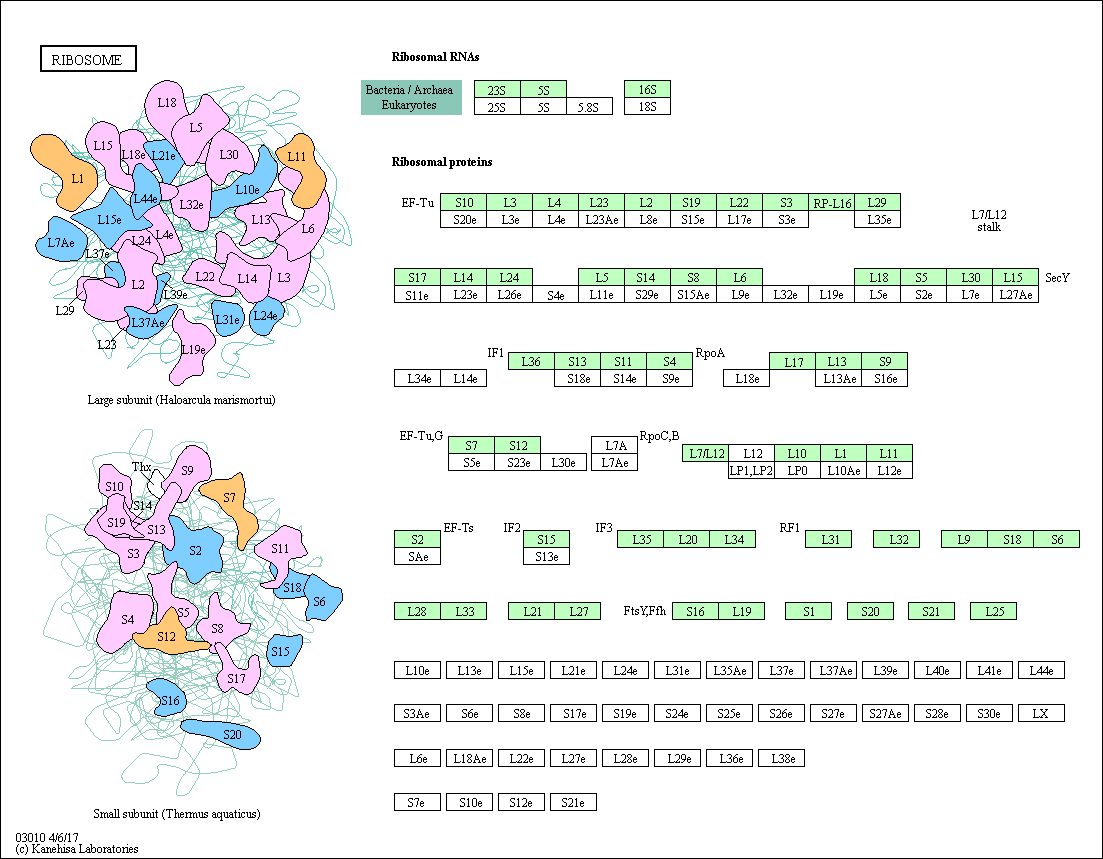 RIBOSOME
L18
L5
L15
L18e
L21e
L30
L11
L1
L10e
L44e
L32e
L15e
L13
L6
L7Ae
L24
L4e
L37e
L2
L22
L14
L3
L39e
L29
L37Ae
L31e
L24e
L23
L19e
Large subunit (Haloarcula marismortui)
Thx
S9
S10
S7
S14
S19
S13
S3
S2
S11
S18
S6
S4
S5
S12
S8
S15
S17
S16
S20
Small subunit (Thermus aquaticus)
03010 4/6/17
(c) Kanehisa Laboratories
Ribosomal RNAs
Bacteria / Archaea 23S 5S 16S
Eukaryotes 25S 5S 5.8S 18S
Ribosomal proteins
EF-Tu S10 L3 L4 L23 L2 S19 L22 S3 RP-L16 L29
S20e L3e L4e L23Ae L8e S15e L17e S3e L35e
L7/L12
stalk
S17 L14 L24 L5 S14 S8 L6 L18 S5 L30 L15 SecY
S11e L23e L26e S4e L11e S29e S15Ae L9e L32e L19e L5e S2e L7e L27Ae
IF1 L36 S13 S11 S4 RpoA L17 L13 S9
L34e L14e S18e S14e S9e L18e L13Ae S16e
EF-Tu,G S7 S12 L7A RpoC,B L7/L12 L12 L10 L1 L11
S5e S23e L30e L7Ae LP1,LP2 LP0 L10Ae L12e
S2 EF-Ts IF2 S15 IF3 L35 L20 L34 RF1 L31 L32 L9 S18 S6
SAe S13e
L28 L33 L21 L27 FtsY,Ffh S16 L19 S1 S20 S21 L25
L10e L13e L15e L21e L24e L31e L35Ae L37e L37Ae L39e L40e L41e L44e
S3Ae S6e S8e S17e S19e S24e S25e S26e S27e S27Ae S28e S30e LX
L6e L18Ae L22e L27e L28e L29e L36e L38e
S7e S10e S12e S21e